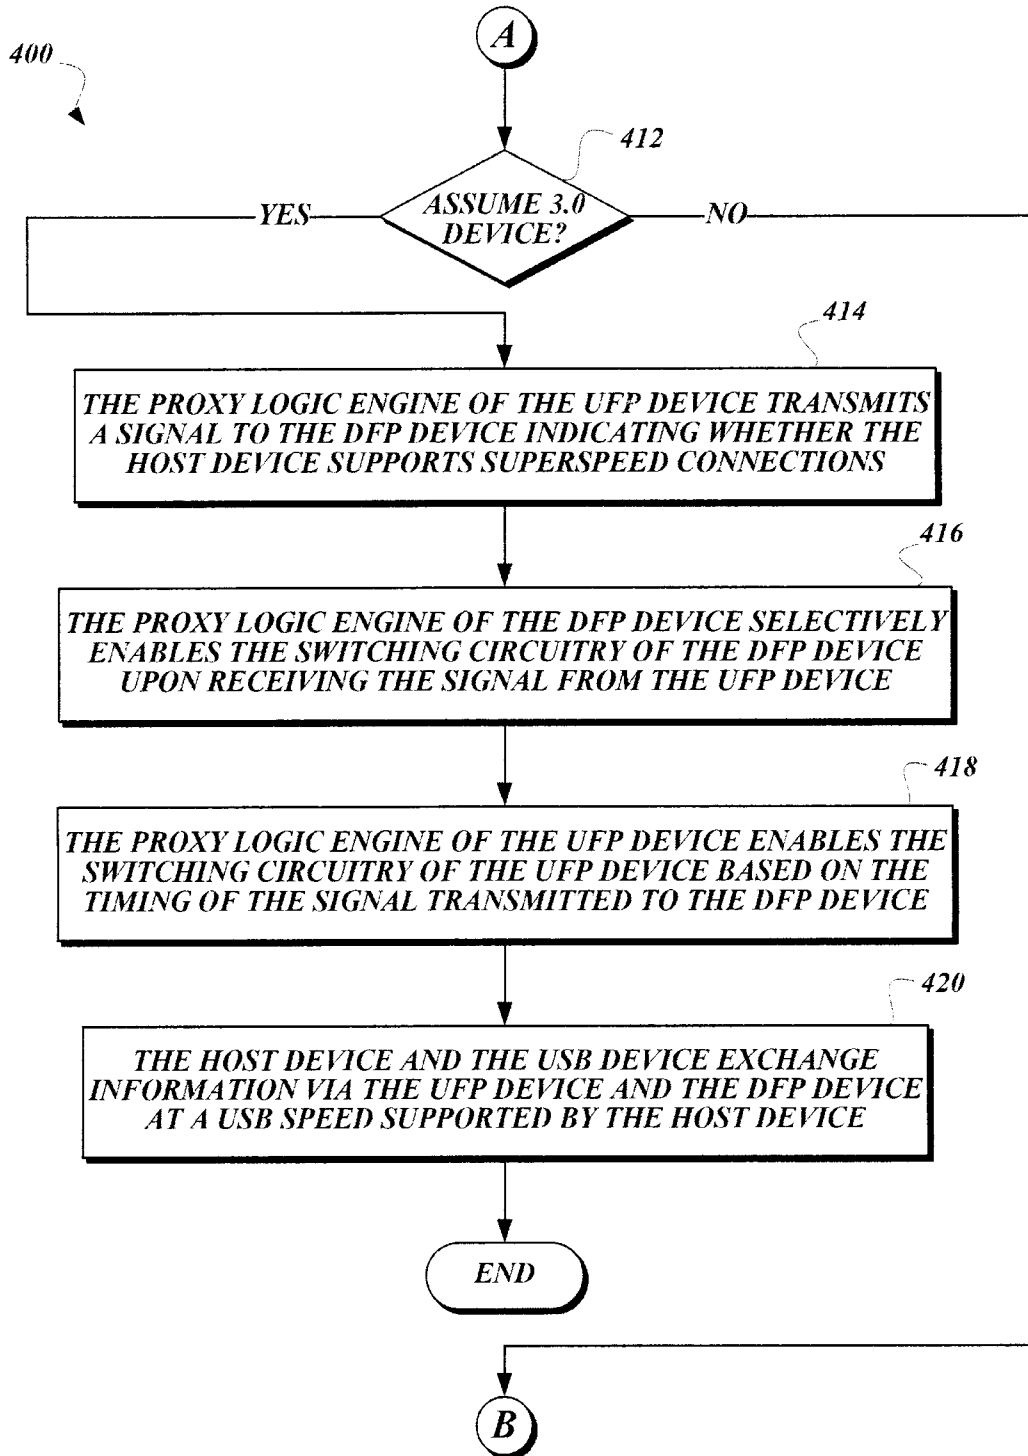 A
400
412
ASSUME 3.0
DEVICE?
YES
NO
414
THE PROXY LOGIC ENGINE OF THE UFP DEVICE TRANSMITS
A SIGNAL TO THE DFP DEVICE INDICATING WHETHER THE
HOST DEVICE SUPPORTS SUPERSPEED CONNECTIONS
416
THE PROXY LOGIC ENGINE OF THE DFP DEVICE SELECTIVELY
ENABLES THE SWITCHING CIRCUITRY OF THE DFP DEVICE
UPON RECEIVING THE SIGNAL FROM THE UFP DEVICE
418
THE PROXY LOGIC ENGINE OF THE UFP DEVICE ENABLES THE
SWITCHING CIRCUITRY OF THE UFP DEVICE BASED ON THE
TIMING OF THE SIGNAL TRANSMITTED TO THE DFP DEVICE
420
THE HOST DEVICE AND THE USB DEVICE EXCHANGE
INFORMATION VIA THE UFP DEVICE AND THE DFP DEVICE
AT A USB SPEED SUPPORTED BY THE HOST DEVICE
END
B